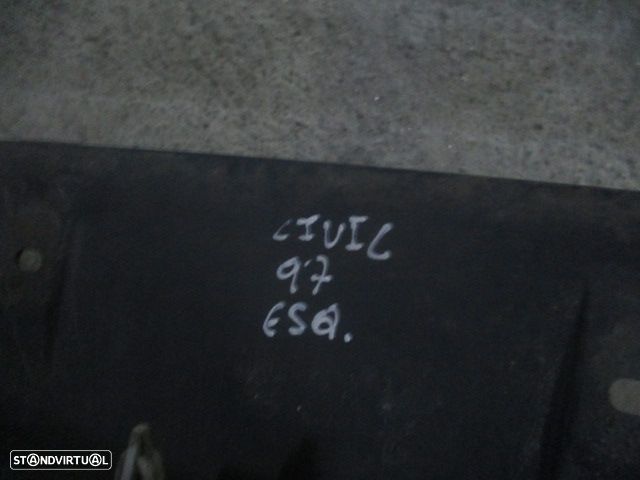 CIVIC
97
ESQ.
STANDVIRTUAL